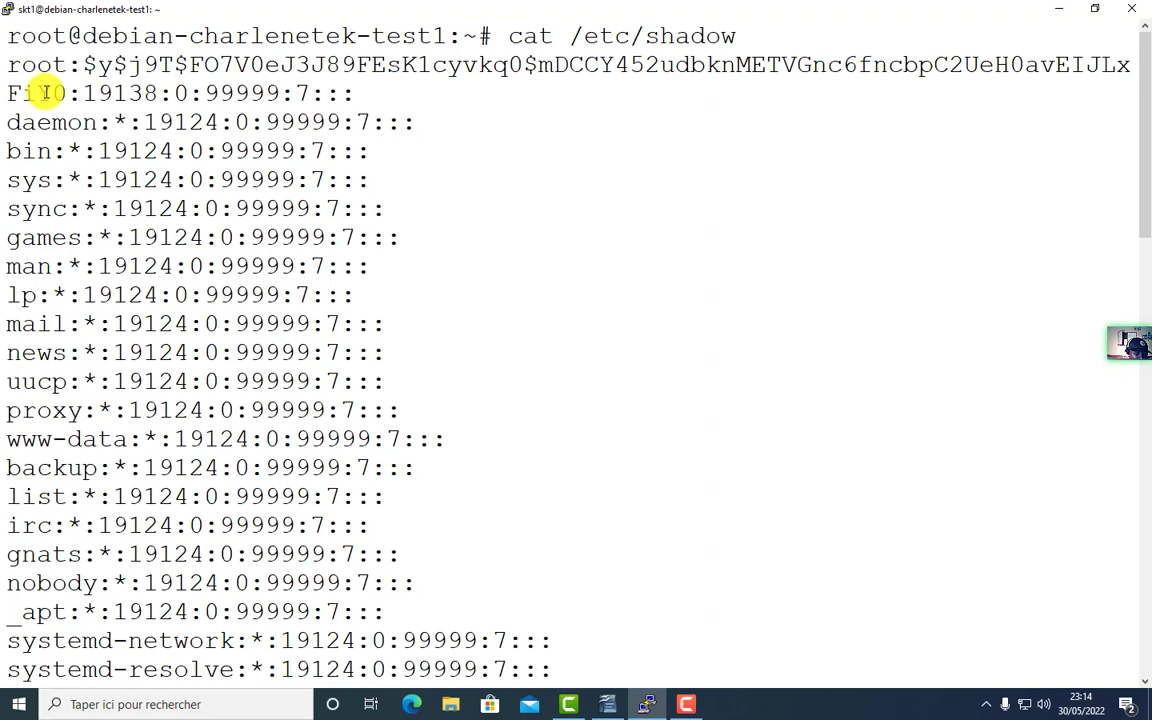 skt1@debian-charlenetek-test1: ~
root@debian-charlenetek-test1:~# cat /etc/shadow
root:$y$j9T$FO7V0eJ3J89FEsK1cyvkq0$mDCCY452udbknMETVGnc6fncbpC2UeH0avEIJLx
FiY0:19138:0:99999:7:::
daemon:*:19124:0:99999:7:::
bin:*:19124:0:99999:7:::
sys:*:19124:0:99999:7:::
sync:*:19124:0:99999:7:::
games:*:19124:0:99999:7:::
man:*:19124:0:99999:7:::
lp:*:19124:0:99999:7:::
mail:*:19124:0:99999:7:::
news:*:19124:0:99999:7:::
uucp:*:19124:0:99999:7:::
proxy:*:19124:0:99999:7:::
www-data:*:19124:0:99999:7:::
backup:*:19124:0:99999:7:::
list:*:19124:0:99999:7:::
irc:*:19124:0:99999:7:::
gnats:*:19124:0:99999:7:::
nobody:*:19124:0:99999:7:::
_apt:*:19124:0:99999:7:::
systemd-network:*:19124:0:99999:7:::
systemd-resolve:*:19124:0:99999:7:::
Taper ici pour rechercher
23:14
30/05/2022
2